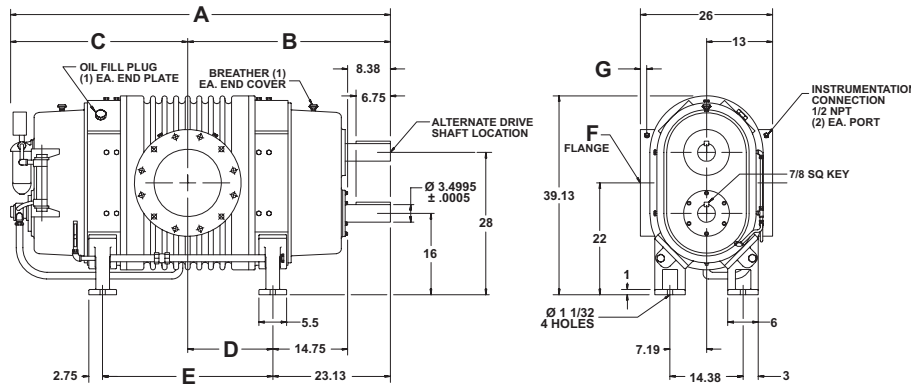 A
C
B
OIL FILL PLUG
(1) EA. END PLATE
BREATHER (1)
EA. END COVER
8.38
6.75
ALTERNATE DRIVE
SHAFT LOCATION
Ø 3.4995
± .0005
28
16
5.5
D
14.75
2.75
E
23.13
26
13
G
INSTRUMENTATION
CONNECTION
1/2 NPT
(2) EA. PORT
F
FLANGE
39.13
7/8 SQ KEY
22
1
Ø 1 1/32
4 HOLES
6
7.19
14.38
3